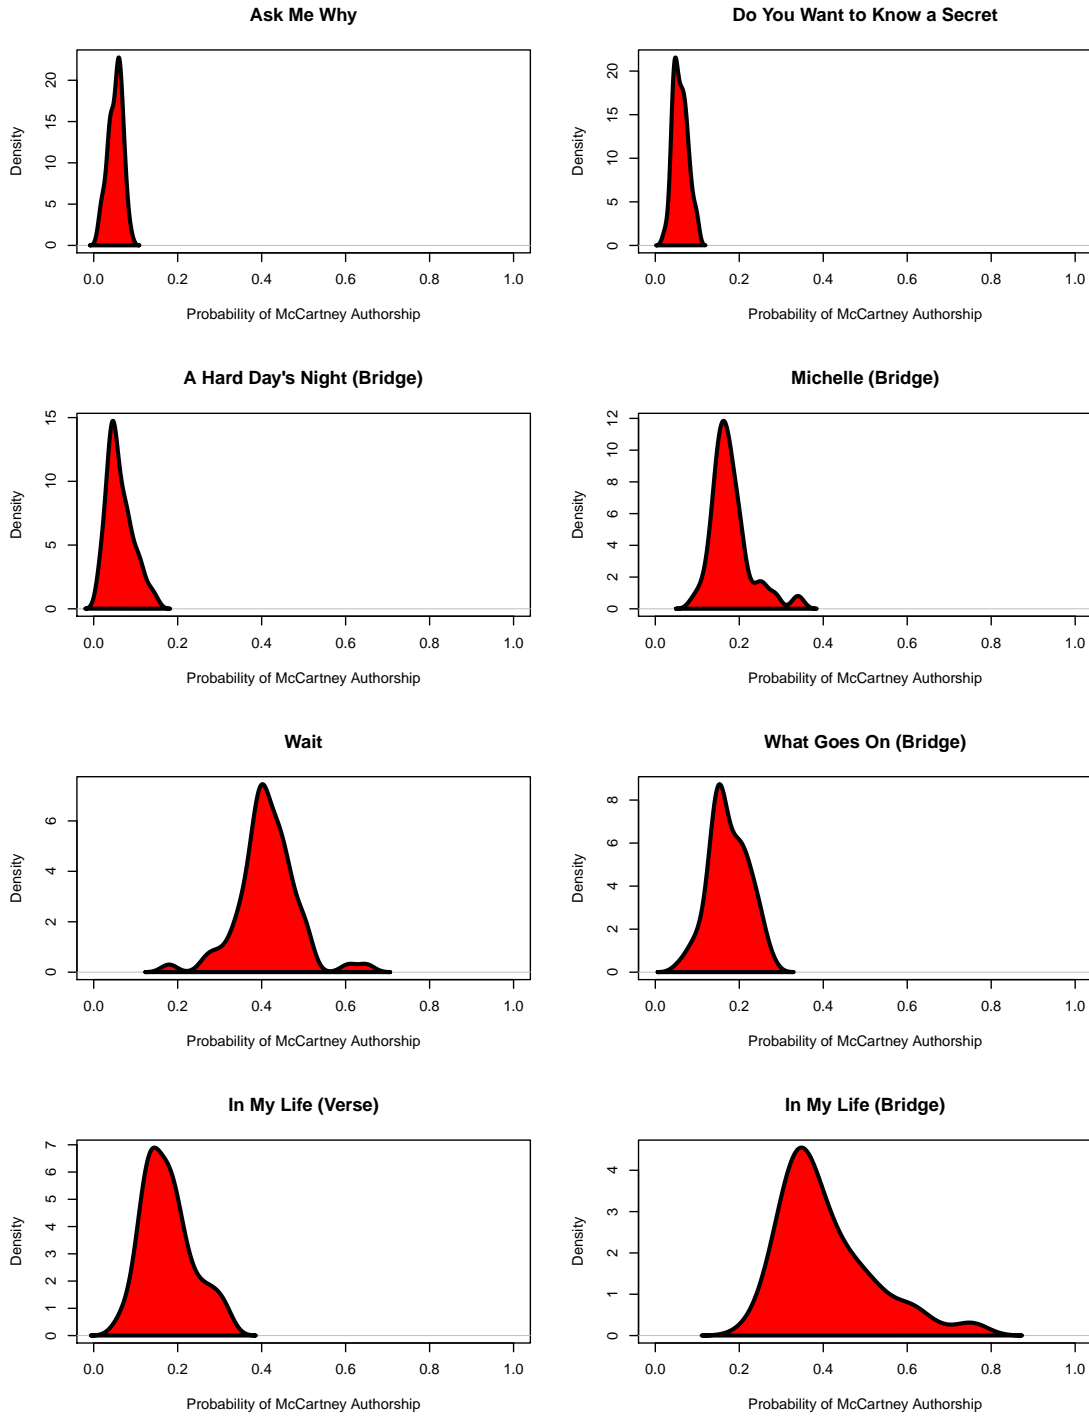 Ask Me Why
Density
20
15
10
5
0
0.0 0.2 0.4 0.6 0.8 1.0
Probability of McCartney Authorship
Do You Want to Know a Secret
Density
20
15
10
5
0
0.0 0.2 0.4 0.6 0.8 1.0
Probability of McCartney Authorship
A Hard Day's Night (Bridge)
Density
15
10
5
0
0.0 0.2 0.4 0.6 0.8 1.0
Probability of McCartney Authorship
Michelle (Bridge)
Density
12
10
8
6
4
2
0
0.0 0.2 0.4 0.6 0.8 1.0
Probability of McCartney Authorship
Wait
Density
6
4
2
0
0.0 0.2 0.4 0.6 0.8 1.0
Probability of McCartney Authorship
What Goes On (Bridge)
Density
8
6
4
2
0
0.0 0.2 0.4 0.6 0.8 1.0
Probability of McCartney Authorship
In My Life (Verse)
Density
7
6
5
4
3
2
1
0
0.0 0.2 0.4 0.6 0.8 1.0
Probability of McCartney Authorship
In My Life (Bridge)
Density
4
3
2
1
0
0.0 0.2 0.4 0.6 0.8 1.0
Probability of McCartney Authorship